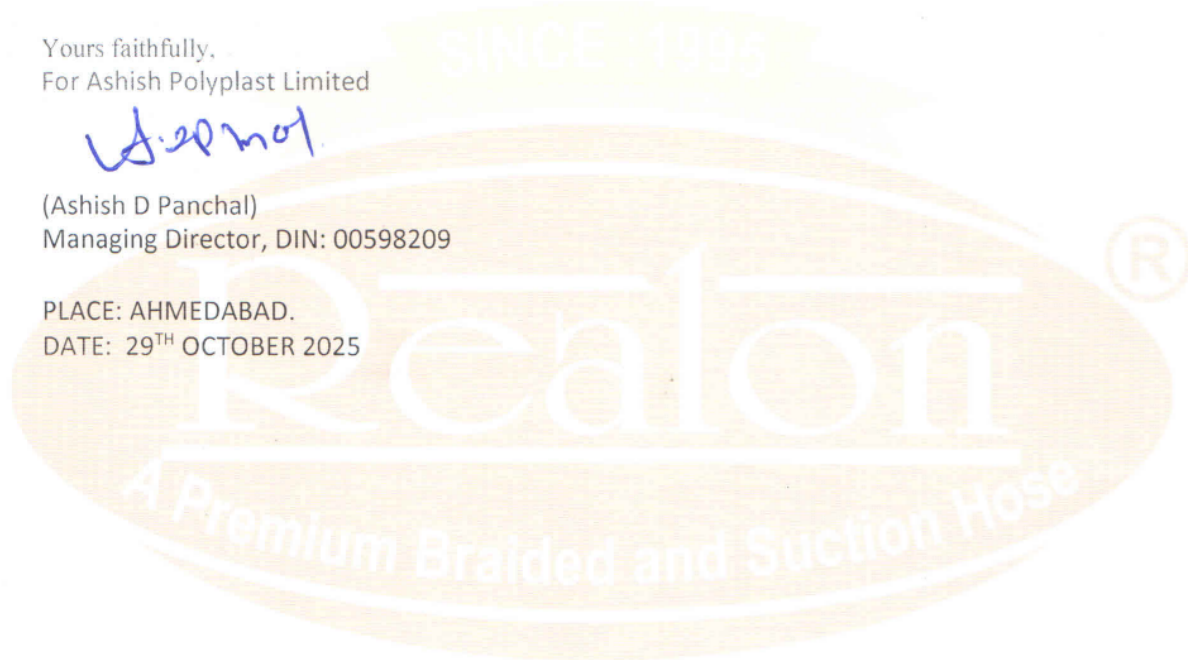 SINCE 1995
Yours faithfully,
For Ashish Polyplast Limited
(Ashish D Panchal)
Managing Director, DIN: 00598209
PLACE: AHMEDABAD.
DATE: 29TH OCTOBER 2025
Realon
®
A Premium Braided and Suction Hose